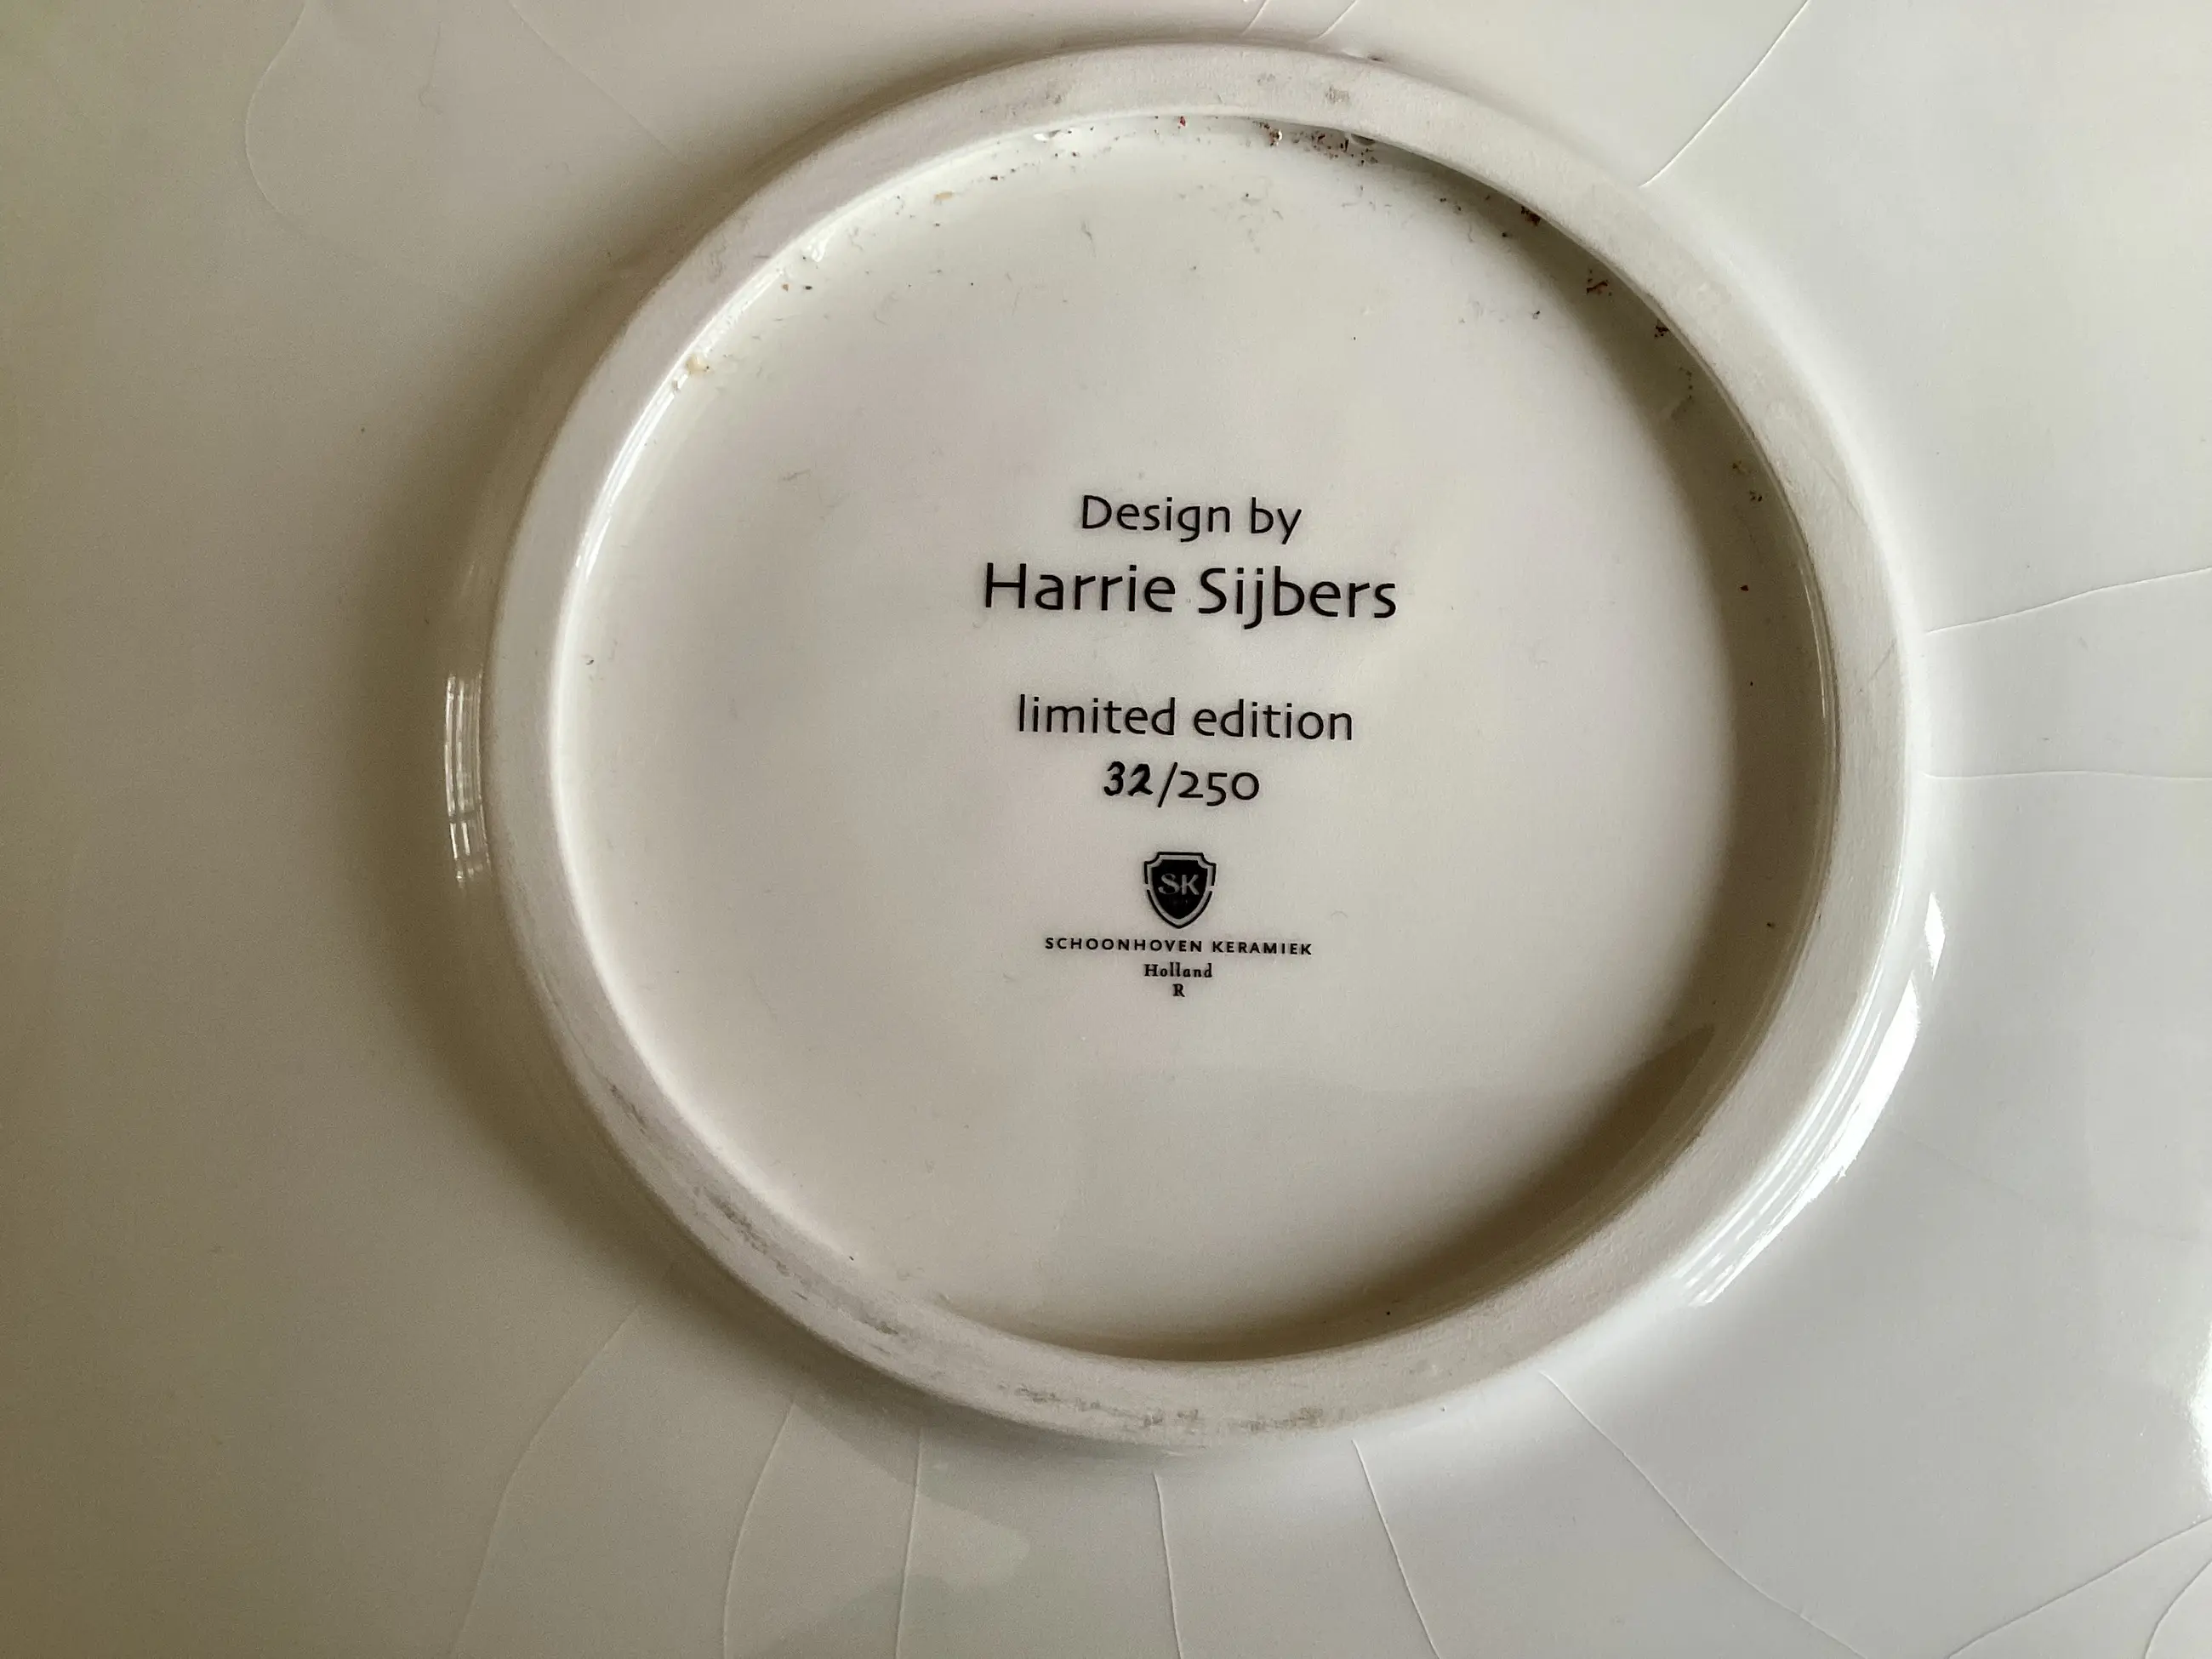 Design by
Harrie Sijbers
limited edition
32/250
SK
SCHOONHOVEN KERAMIEK
Holland
R